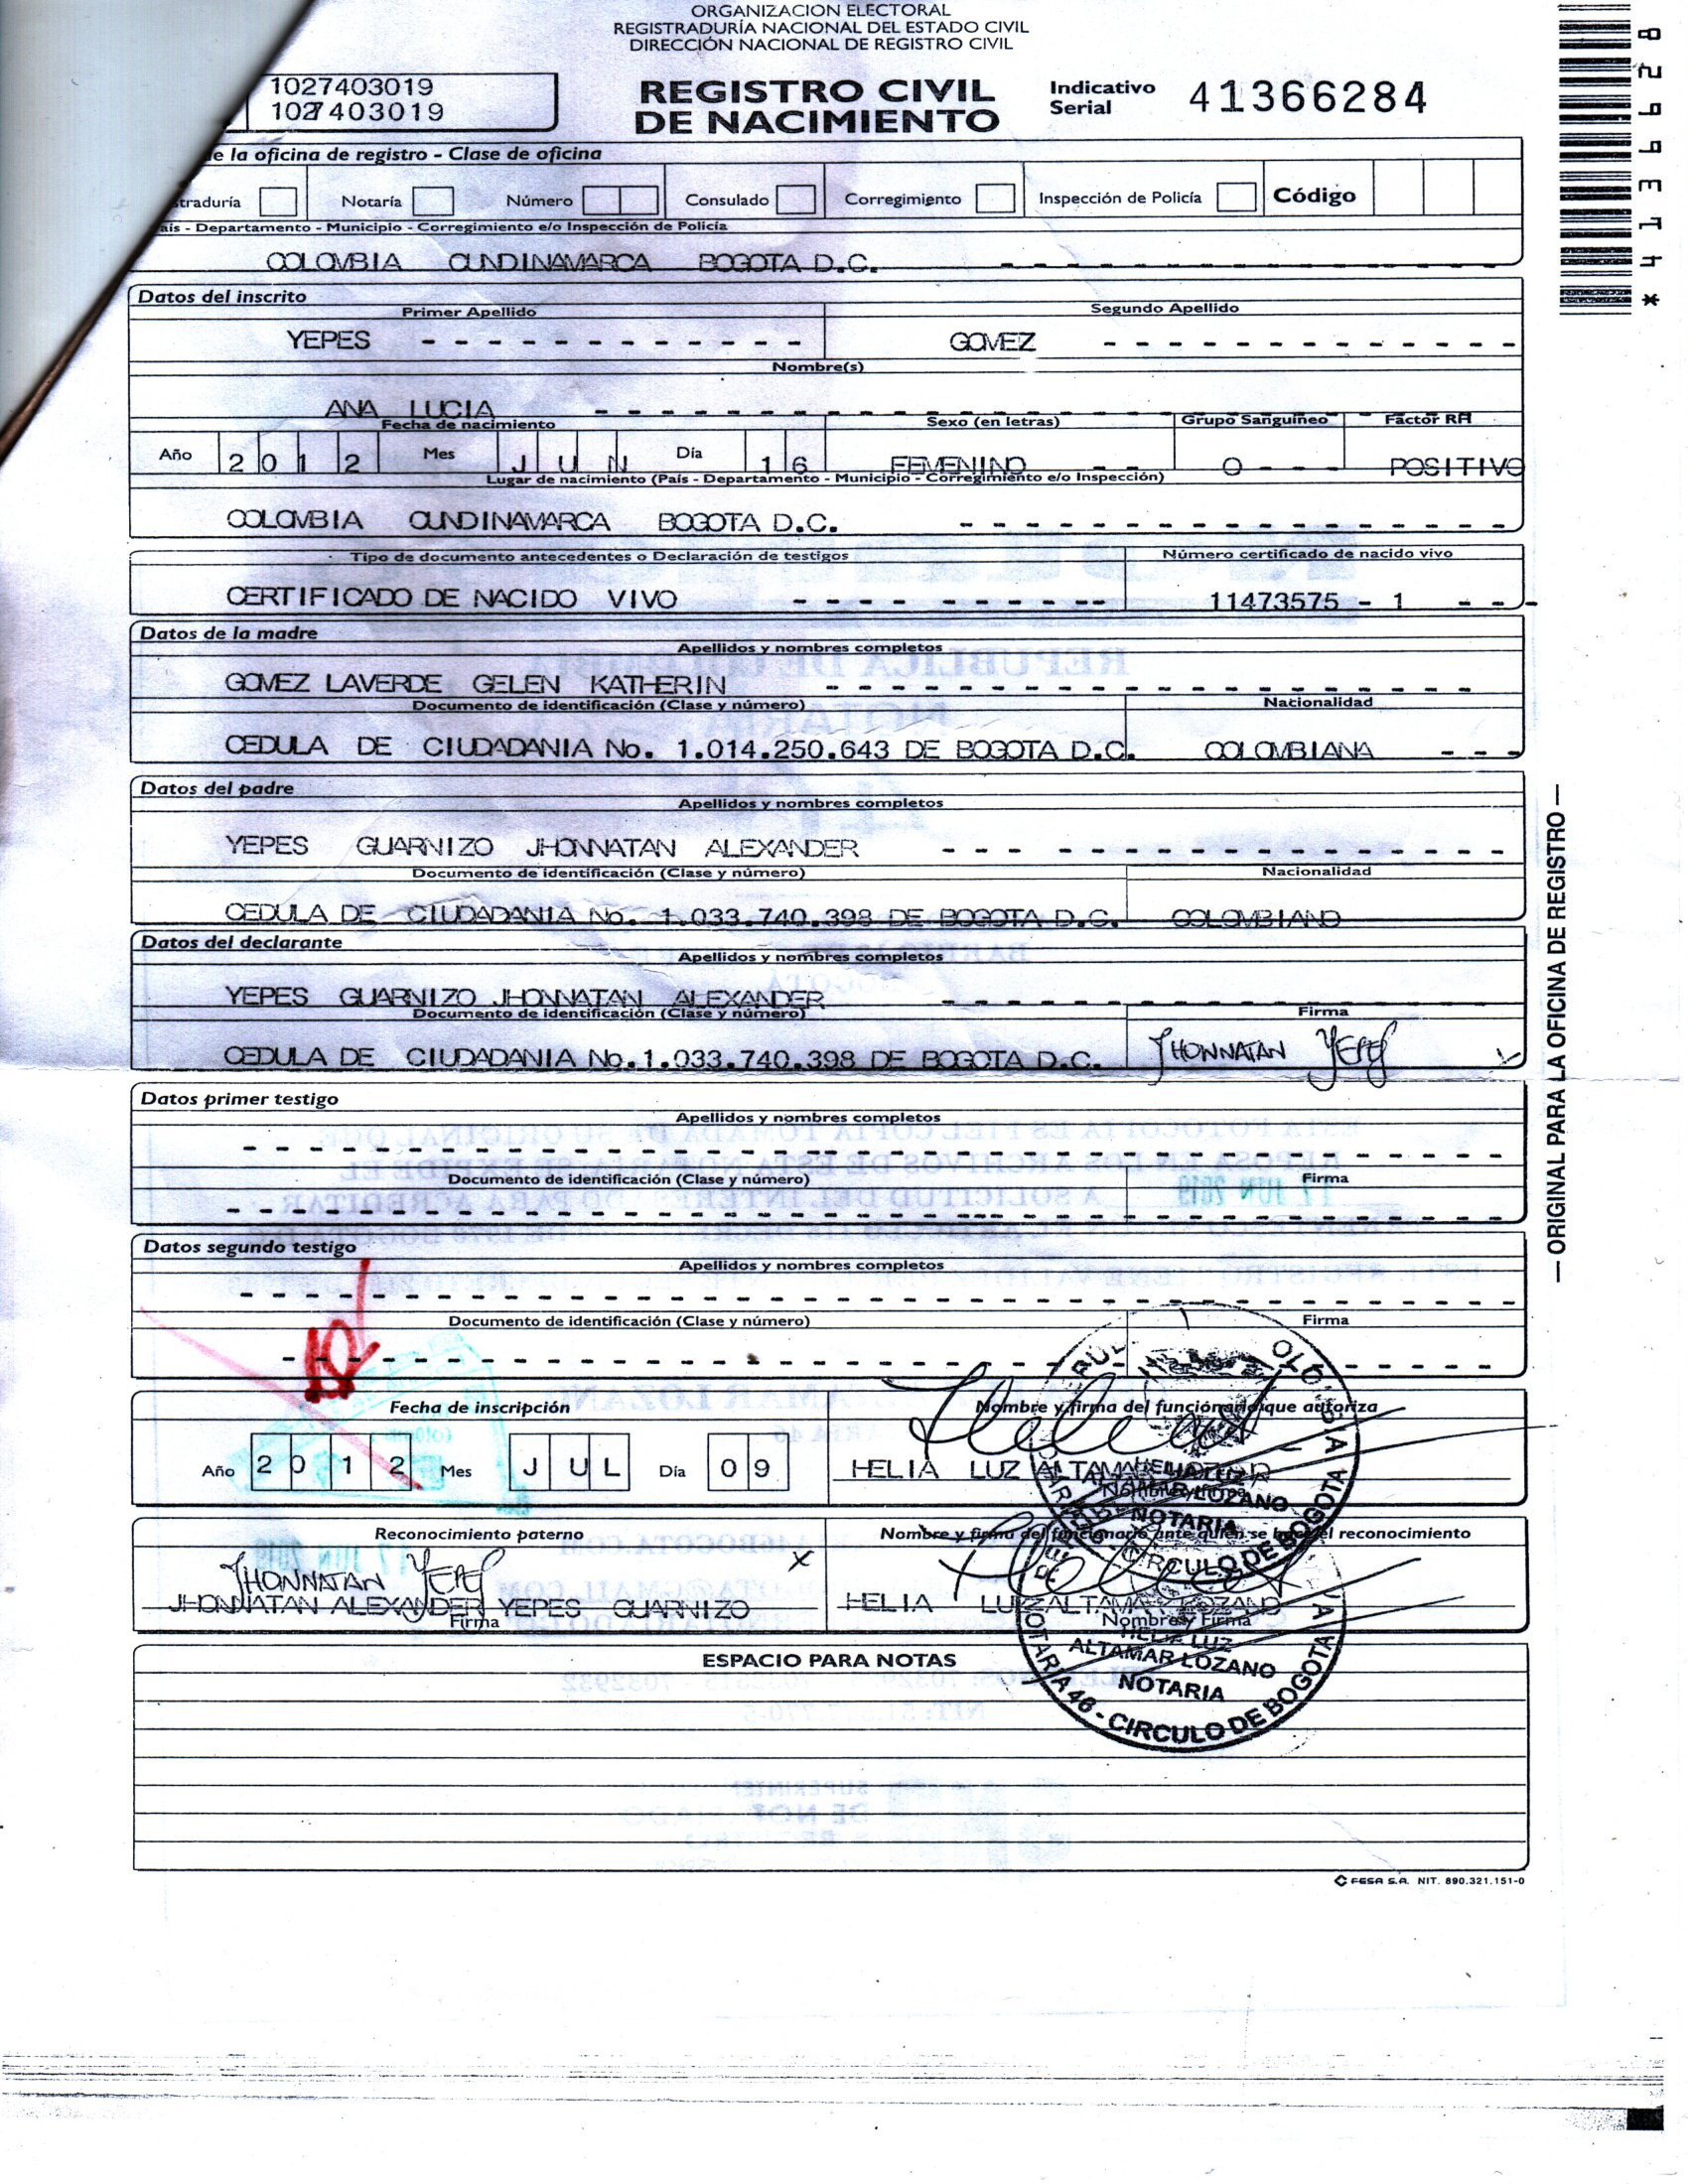 ORGANIZACION ELECTORAL
REGISTRADURÍA NACIONAL DEL ESTADO CIVIL
DIRECCIÓN NACIONAL DE REGISTRO CIVIL
1027403019
1027403019
REGISTRO CIVIL
DE NACIMIENTO
Indicativo
Serial
41366284
e la oficina de registro - Clase de oficina
straduría Notaría Número Consulado Corregimiento Inspección de Policía Código
aís - Departamento - Municipio - Corregimiento e/o Inspección de Policía
COLOMBIA CUNDINAMARCA BOGOTA D.C.
Datos del inscrito
Primer Apellido Segundo Apellido
YEPES GOMEZ
Nombre(s)
ANA LUCIA
Fecha de nacimiento Sexo (en letras) Grupo Sanguíneo Factor RH
Año 2012 Mes JUN Día 16 FEMENINO O POSITIVO
Lugar de nacimiento (País - Departamento - Municipio - Corregimiento e/o Inspección)
COLOMBIA CUNDINAMARCA BOGOTA D.C.
Tipo de documento antecedentes o Declaración de testigos Número certificado de nacido vivo
CERTIFICADO DE NACIDO VIVO 11473575 - 1
Datos de la madre
Apellidos y nombres completos
GOMEZ LAVERDE GELEN KATHERIN
Documento de identificación (Clase y número) Nacionalidad
CEDULA DE CIUDADANIA No. 1.014.250.643 DE BOGOTA D.C. COLOMBIANA
Datos del padre
Apellidos y nombres completos
YEPES GUARNIZO JHONNATAN ALEXANDER
Documento de identificación (Clase y número) Nacionalidad
CEDULA DE CIUDADANIA No. 1.033.740.398 DE BOGOTA D.C. COLOMBIANO
Datos del declarante
Apellidos y nombres completos
YEPES GUARNIZO JHONNATAN ALEXANDER
Documento de identificación (Clase y número) Firma
CEDULA DE CIUDADANIA No.1.033.740.398 DE BOGOTA D.C. JHONNATAN YEPES
Datos primer testigo
Apellidos y nombres completos
Documento de identificación (Clase y número) Firma
Datos segundo testigo
Apellidos y nombres completos
Documento de identificación (Clase y número) Firma
Fecha de inscripción Nombre y firma del funcionario que autoriza
Año 2012 Mes JUL Día 09 HELIA LUZ
Reconocimiento paterno Nombre y firma del funcionario ante quien se hace el reconocimiento
JHONNATAN YEPES X
JHONNATAN ALEXANDER YEPES GUARNIZO HELIA LUZ ALTAMAR LOZANO
Firma Nombre y Firma
HELIA LUZ
ALTAMAR LOZANO
NOTARIA
NOTARIA 46 - CIRCULO DE BOGOTA
ESPACIO PARA NOTAS
FESA S.A. NIT. 890.321.151-0
— ORIGINAL PARA LA OFICINA DE REGISTRO —